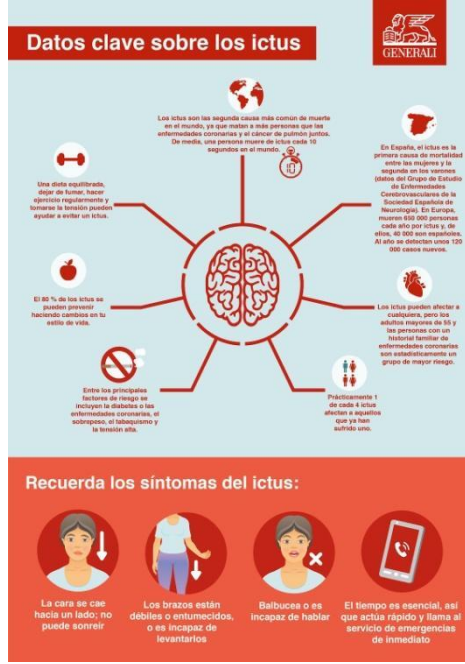 Datos clave sobre los ictus
GENERALI
Los ictus son las segunda causa más común de muerte
en el mundo, ya que matan a más personas que las
enfermedades coronarias y el cáncer de pulmón juntos.
De media, una persona muere de ictus cada 10
segundos en el mundo.
10
En España, el ictus es la
primera causa de mortalidad
entre las mujeres y la
segunda en los varones
(datos del Grupo de Estudio
de Enfermedades
Cerebrovasculares de la
Sociedad Española de
Neurología). En Europa,
mueren 650 000 personas
cada año por ictus y, de
ellos, 40 000 son españoles.
Al año se detectan unos 120
000 casos nuevos.
Una dieta equilibrada,
dejar de fumar, hacer
ejercicio regularmente y
tomarse la tensión pueden
ayudar a evitar un ictus.
El 80 % de los ictus se
pueden prevenir
haciendo cambios en tu
estilo de vida.
Los ictus pueden afectar a
cualquiera, pero los
adultos mayores de 55 y
las personas con un
historial familiar de
enfermedades coronarias
son estadísticamente un
grupo de mayor riesgo.
Entre los principales
factores de riesgo se
incluyen la diabetes o las
enfermedades coronarias, el
sobrepeso, el tabaquismo y
la tensión alta.
Prácticamente 1
de cada 4 ictus
afectan a aquellos
que ya han
sufrido uno.
Recuerda los síntomas del ictus:
La cara se cae
hacia un lado; no
puede sonreír
Los brazos están
débiles o entumecidos,
o es incapaz de
levantarlos
Balbucea o es
incapaz de hablar
El tiempo es esencial, así
que actúa rápido y llama al
servicio de emergencias
de inmediato